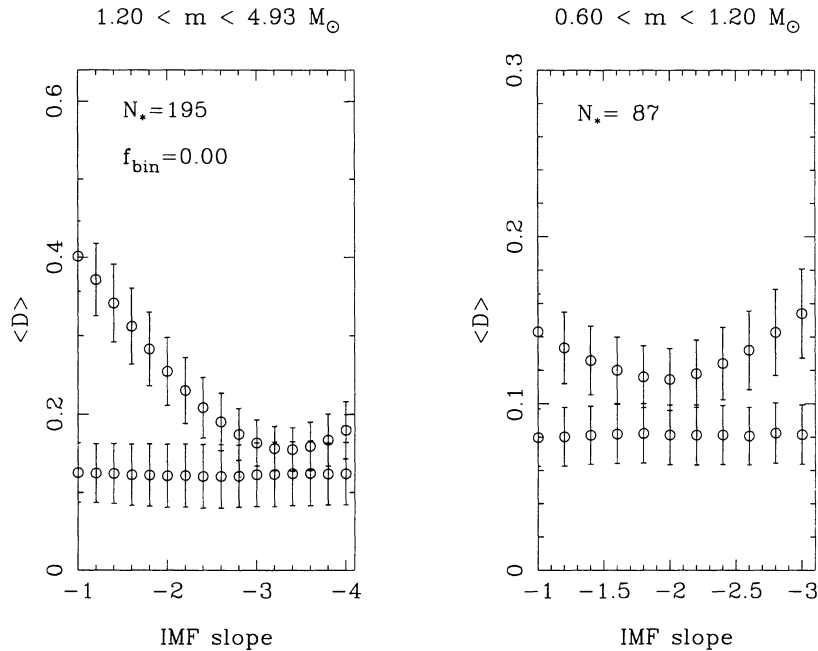 1.20 < m < 4.93 M⊙
0.60 < m < 1.20 M⊙
N*=195
f_bin=0.00
<D>
0
0.2
0.4
0.6
−1
−2
−3
−4
IMF slope
N*= 87
<D>
0
0.1
0.2
0.3
−1
−1.5
−2
−2.5
−3
IMF slope